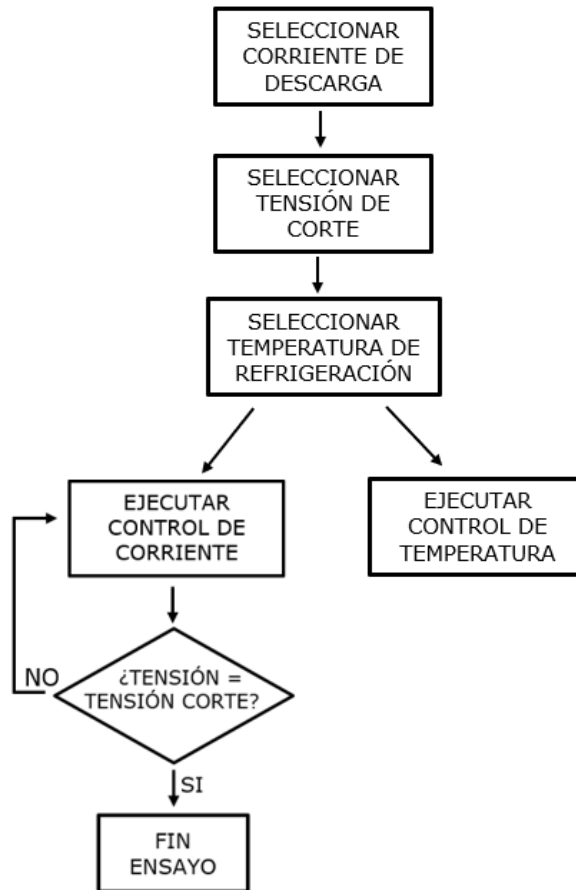 SELECCIONAR
CORRIENTE DE
DESCARGA
SELECCIONAR
TENSIÓN DE
CORTE
SELECCIONAR
TEMPERATURA DE
REFRIGERACIÓN
EJECUTAR
CONTROL DE
CORRIENTE
EJECUTAR
CONTROL DE
TEMPERATURA
NO
¿TENSIÓN =
TENSIÓN CORTE?
SI
FIN
ENSAYO